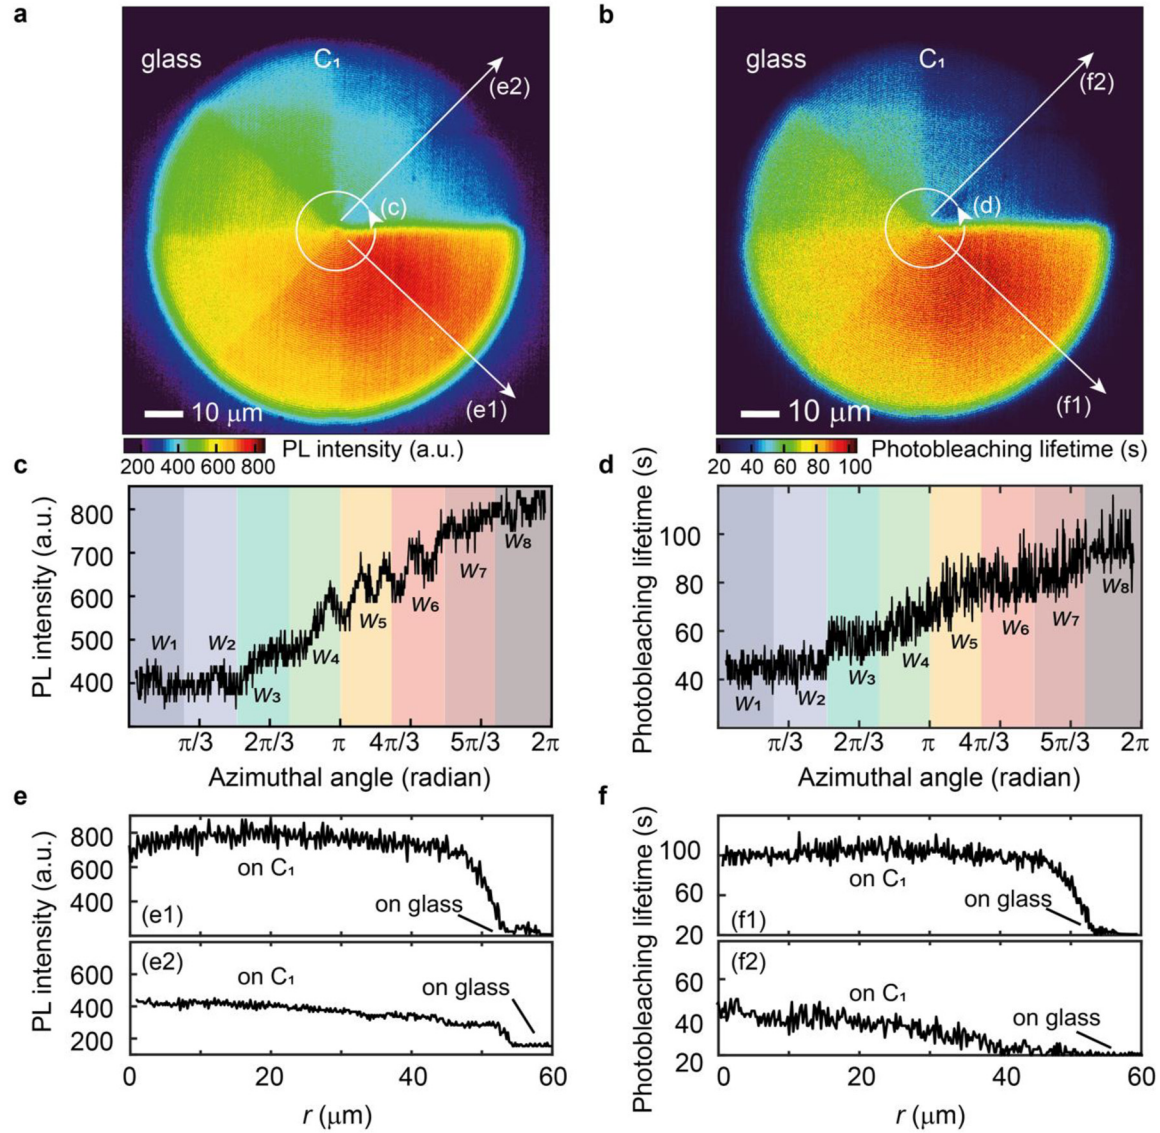 a
b
glass
C₁
(e2)
(c)
(e1)
10 μm
200 400 600 800
PL intensity (a.u.)
glass
C₁
(f2)
(d)
(f1)
10 μm
20 40 60 80 100
Photobleaching lifetime (s)
c
PL intensity (a.u.)
800
700
600
500
400
W₁
W₂
W₃
W₄
W₅
W₆
W₇
W₈
π/3 2π/3 π 4π/3 5π/3 2π
Azimuthal angle (radian)
d
Photobleaching lifetime (s)
100
80
60
40
W₁
W₂
W₃
W₄
W₅
W₆
W₇
W₈
π/3 2π/3 π 4π/3 5π/3 2π
Azimuthal angle (radian)
e
PL intensity (a.u.)
800
600
400
200
on C₁
on glass
(e1)
PL intensity (a.u.)
600
400
200
(e2)
on C₁
on glass
0 20 40 60
r (μm)
f
Photobleaching lifetime (s)
100
60
20
on C₁
on glass
(f1)
Photobleaching lifetime (s)
60
40
20
(f2)
on C₁
on glass
0 20 40 60
r (μm)